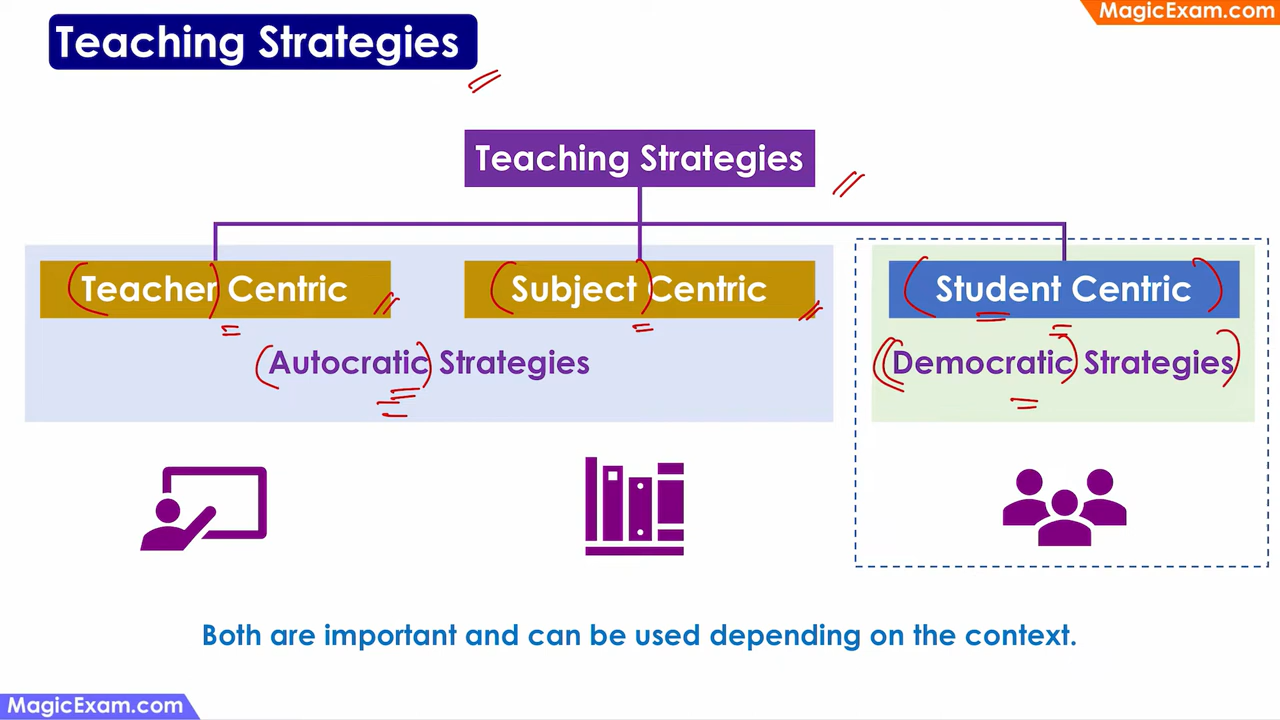 MagicExam.com
Teaching Strategies
Teaching Strategies
Teacher Centric
Subject Centric
Student Centric
Autocratic Strategies
Democratic Strategies
Both are important and can be used depending on the context.
MagicExam.com